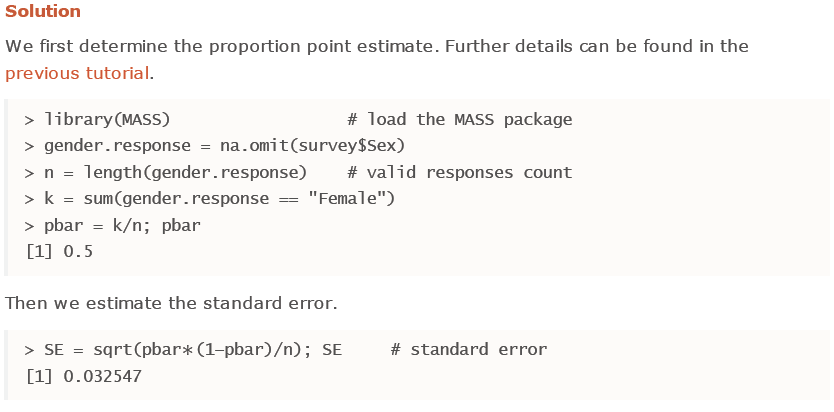 Solution
We first determine the proportion point estimate. Further details can be found in the
previous tutorial.
> library(MASS)                  # load the MASS package
> gender.response = na.omit(survey$Sex)
> n = length(gender.response)    # valid responses count
> k = sum(gender.response == "Female")
> pbar = k/n; pbar
[1] 0.5
Then we estimate the standard error.
> SE = sqrt(pbar∗(1−pbar)/n); SE     # standard error
[1] 0.032547